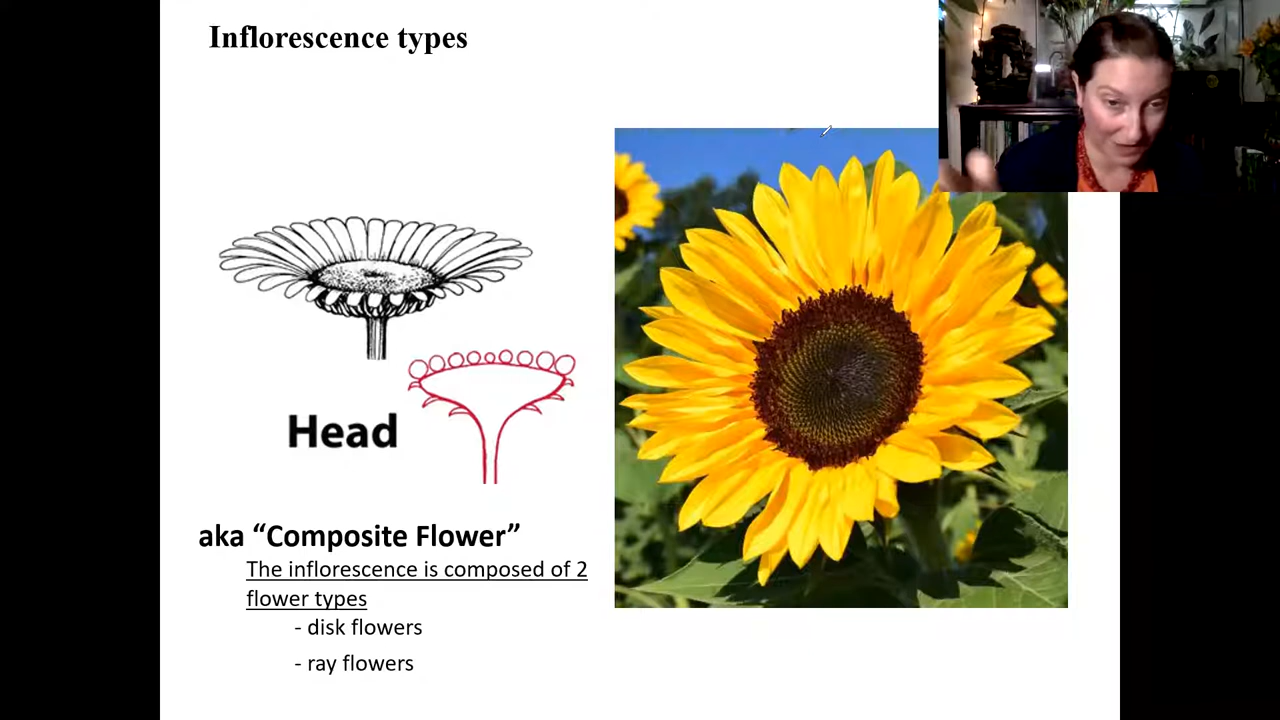 Inflorescence types
Head
aka “Composite Flower”
The inflorescence is composed of 2
flower types
- disk flowers
- ray flowers